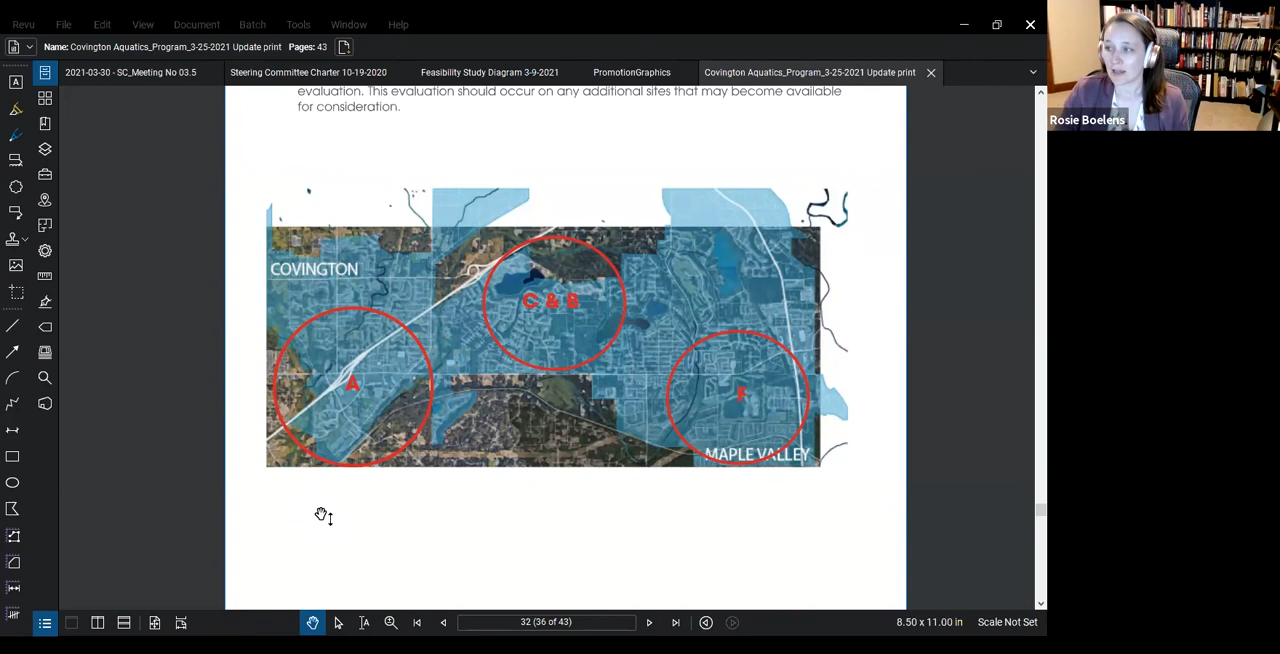 Revu File Edit View Document Batch Tools Window Help
Name: Covington Aquatics_Program_3-25-2021 Update print Pages: 43
2021-03-30 - SC_Meeting No 03.5 Steering Committee Charter 10-19-2020 Feasibility Study Diagram 3-9-2021 PromotionGraphics Covington Aquatics_Program_3-25-2021 Update print
evaluation. This evaluation should occur on any additional sites that may become available
for consideration.
Rosie Boelens
COVINGTON
C & B
A
F
MAPLE VALLEY
32 (36 of 43) 8.50 x 11.00 in Scale Not Set